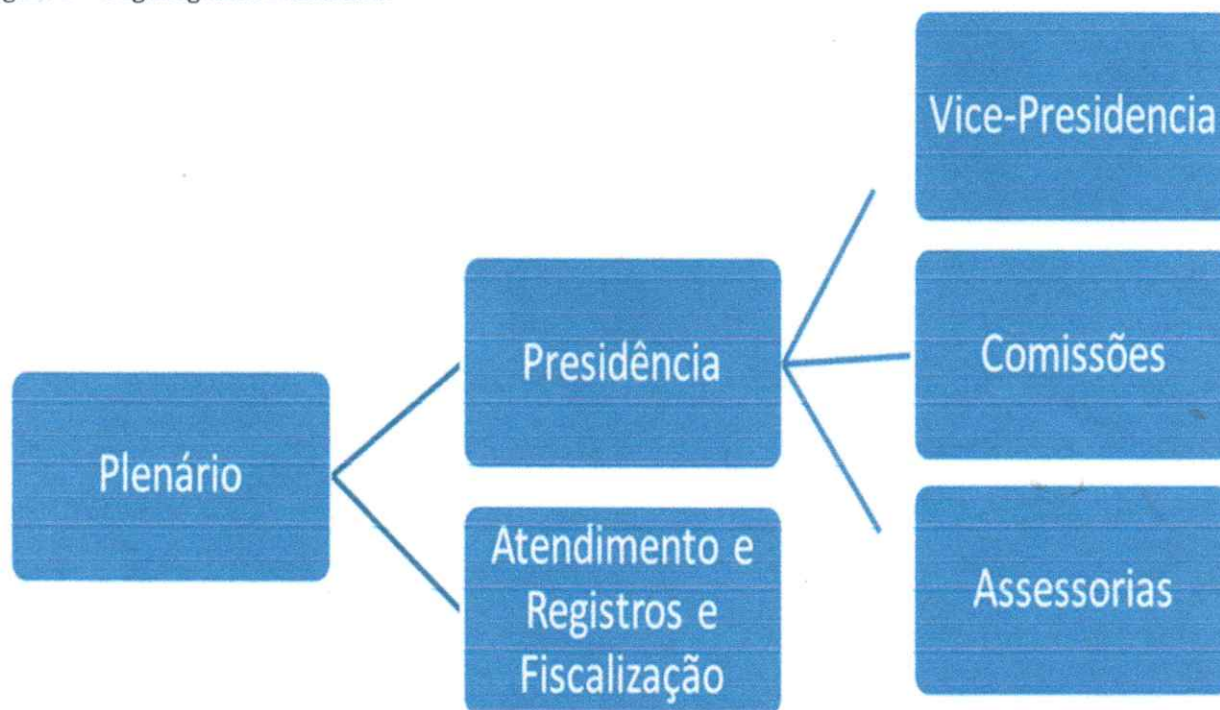 Vice-Presidencia
Presidência
Comissões
Plenário
Atendimento e
Registros e
Fiscalização
Assessorias